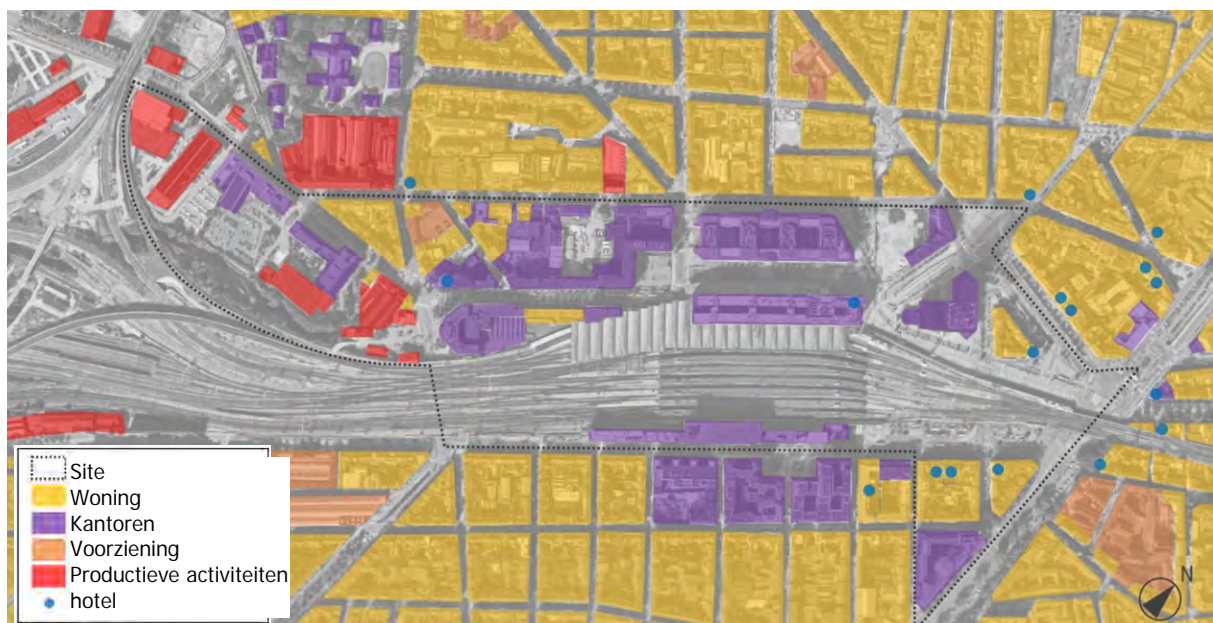 Site
Woning
Kantoren
Voorziening
Productieve activiteiten
hotel
N